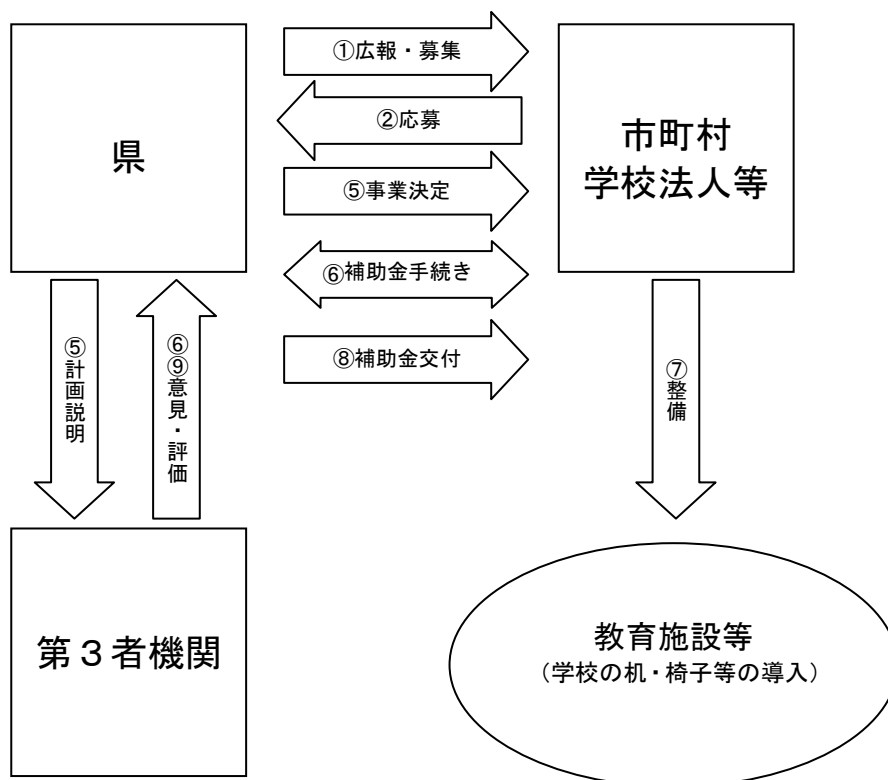 ①広報・募集
②応募
県
市町村
学校法人等
⑤事業決定
⑥補助金手続き
⑧補助金交付
⑤計画説明
⑥⑨意見・評価
⑦整備
第３者機関
教育施設等
（学校の机・椅子等の導入）